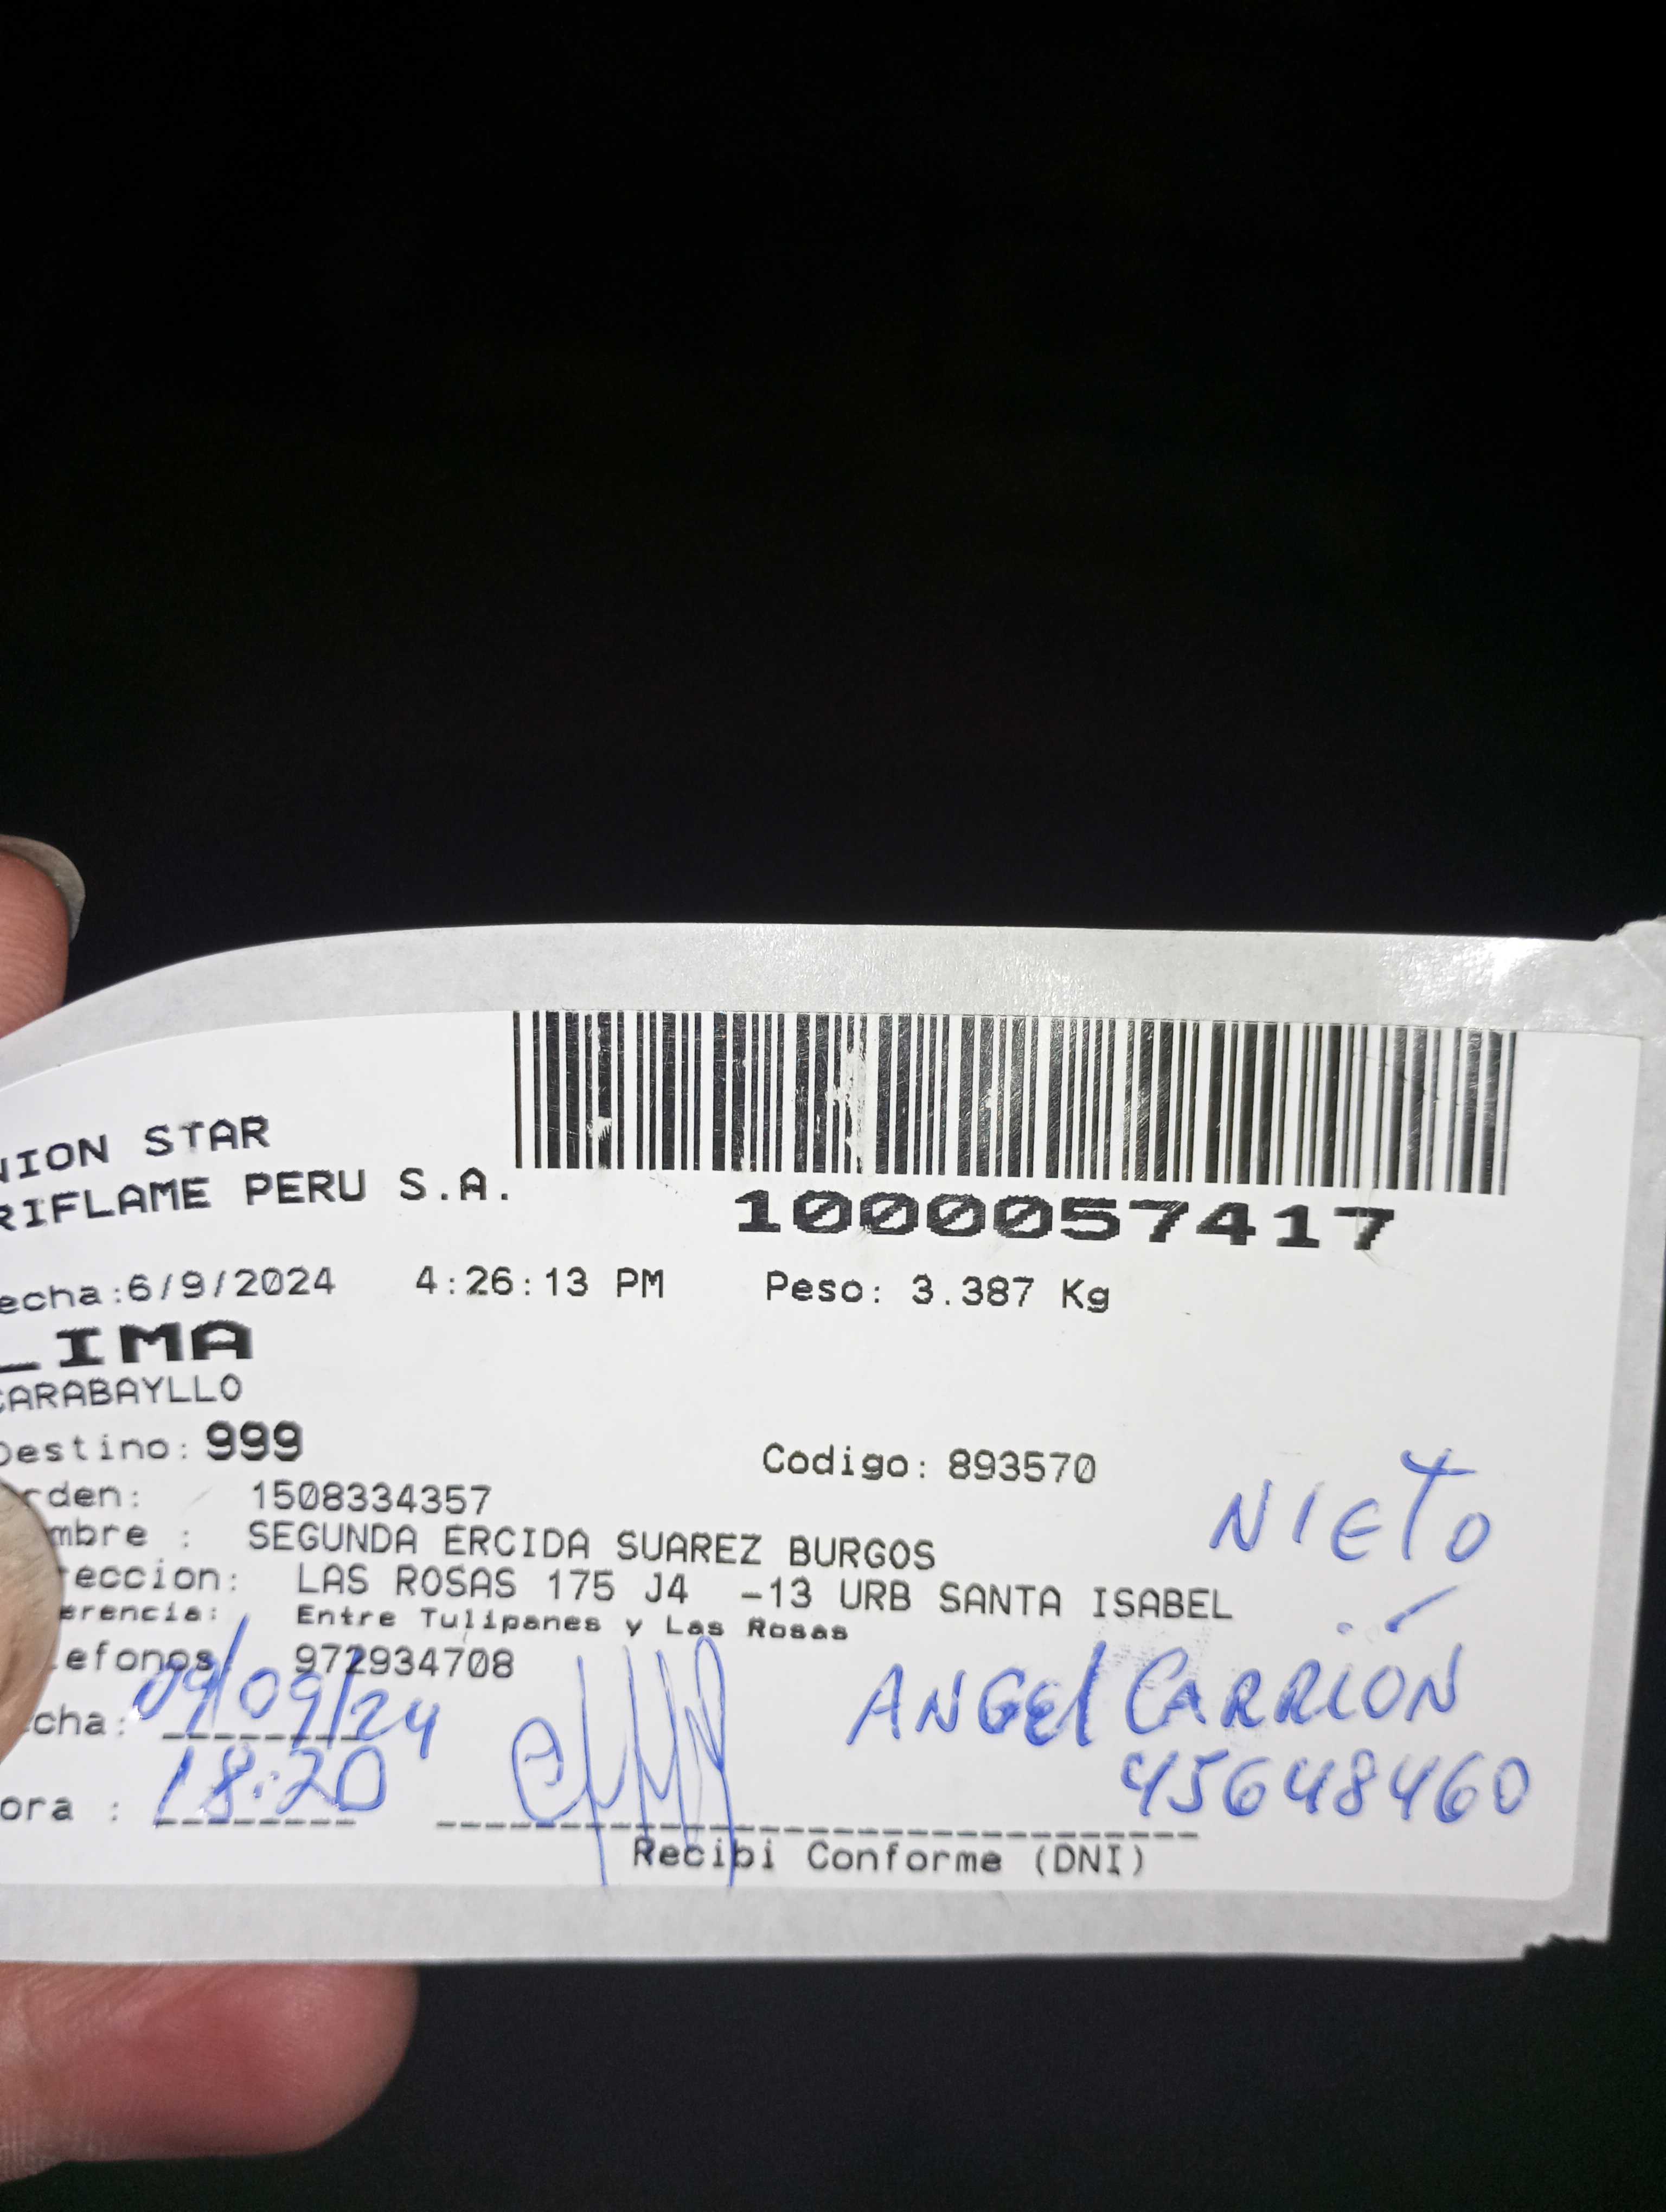 NION STAR
RIFLAME PERU S.A.
1000057417
echa:6/9/2024 4:26:13 PM Peso: 3.387 Kg
LIMA
CARABAYLLO
Destino: 999
Codigo: 893570
rden: 1508334357
NIETO
mbre : SEGUNDA ERCIDA SUAREZ BURGOS
reccion: LAS ROSAS 175 J4 -13 URB SANTA ISABEL
erencia: Entre Tulipanes y Las Rosas
lefonos 972934708
cha: 09/09/24
ANGEL CARRIÓN
45648460
ora : 18:20
Recibi Conforme (DNI)